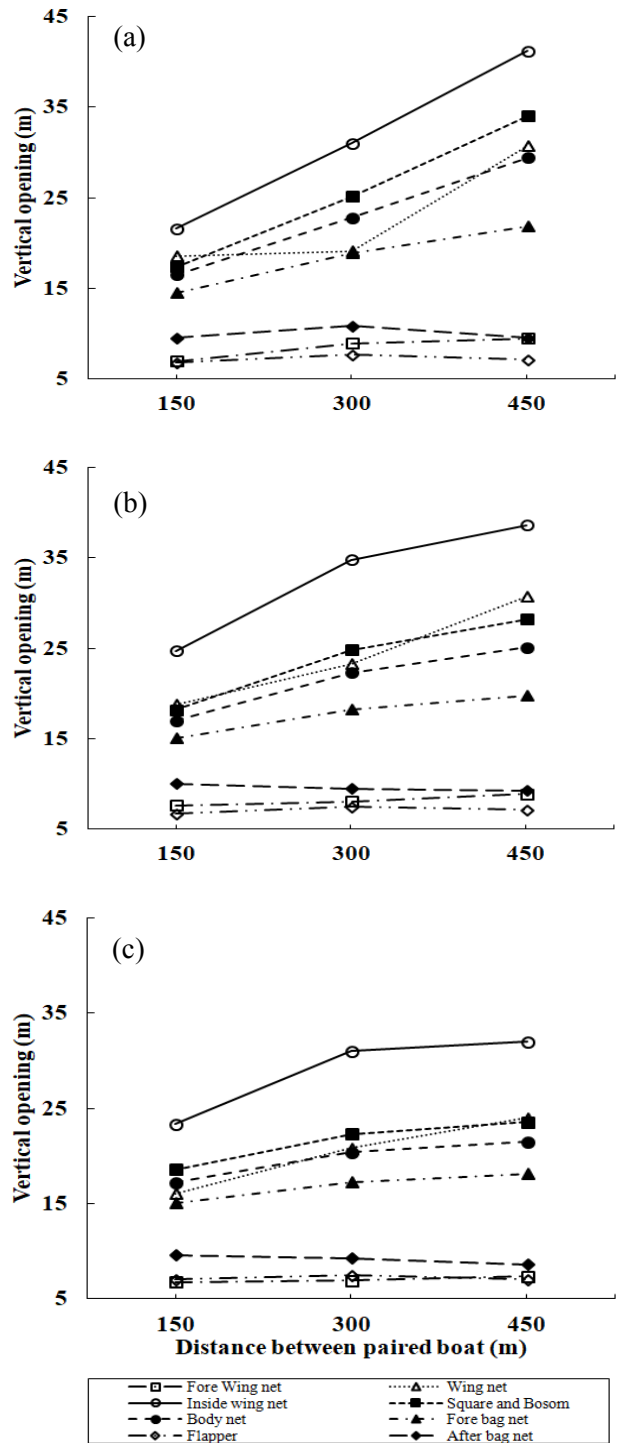 (a)
Vertical opening (m)
45
35
25
15
5
150 300 450
(b)
Vertical opening (m)
45
35
25
15
5
150 300 450
(c)
Vertical opening (m)
45
35
25
15
5
150 300 450
Distance between paired boat (m)
Fore Wing net Wing net
Inside wing net Square and Bosom
Body net Fore bag net
Flapper After bag net